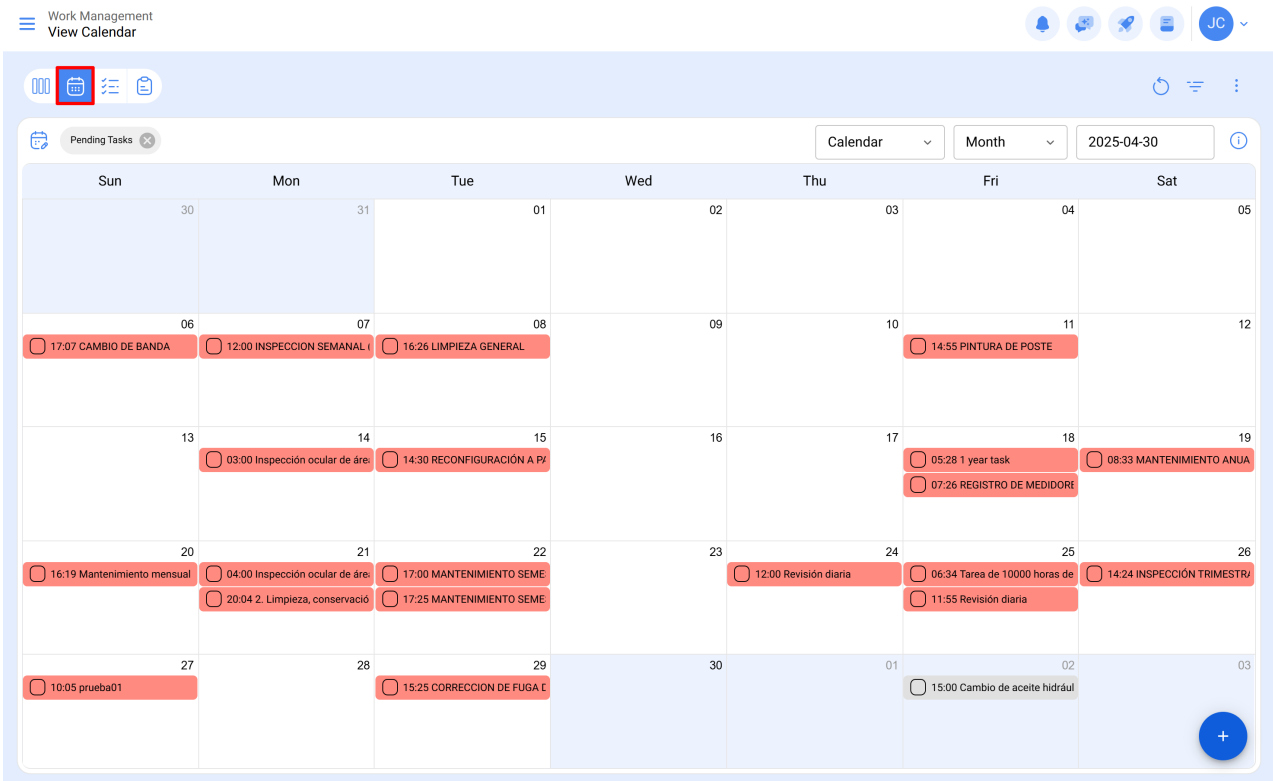 Work Management
View Calendar
JC
Pending Tasks
Calendar Month 2025-04-30
Sun Mon Tue Wed Thu Fri Sat
30 31 01 02 03 04 05
06 07 08 09 10 11 12
17:07 CAMBIO DE BANDA 12:00 INSPECCION SEMANAL ( 16:26 LIMPIEZA GENERAL 14:55 PINTURA DE POSTE
13 14 15 16 17 18 19
03:00 Inspección ocular de área 14:30 RECONFIGURACIÓN A PA 05:28 1 year task 08:33 MANTENIMIENTO ANUA
07:26 REGISTRO DE MEDIDORE
20 21 22 23 24 25 26
16:19 Mantenimiento mensual 04:00 Inspección ocular de área 17:00 MANTENIMIENTO SEME 12:00 Revisión diaria 06:34 Tarea de 10000 horas de 14:24 INSPECCIÓN TRIMESTRA
20:04 2. Limpieza, conservació 17:25 MANTENIMIENTO SEME 11:55 Revisión diaria
27 28 29 30 01 02 03
10:05 prueba01 15:25 CORRECCION DE FUGA D 15:00 Cambio de aceite hidrául